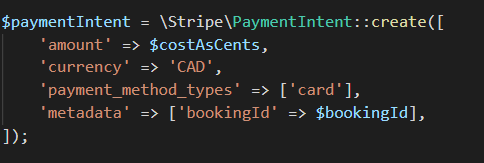 $paymentIntent = \Stripe\PaymentIntent::create([
    'amount' => $costAsCents,
    'currency' => 'CAD',
    'payment_method_types' => ['card'],
    'metadata' => ['bookingId' => $bookingId],
]);